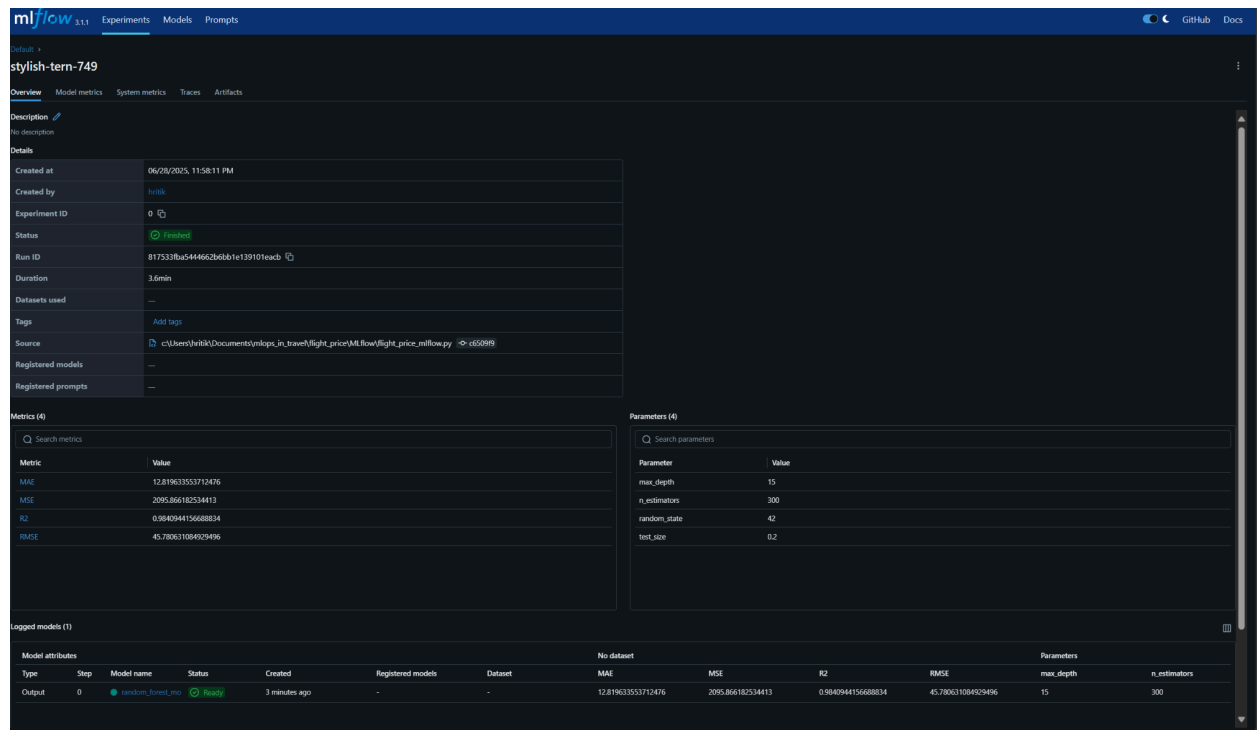 mlflow 3.1.1 Experiments Models Prompts GitHub Docs
Default
stylish-tern-749
Overview Model metrics System metrics Traces Artifacts
Description
No description
Details
Created at 06/28/2025, 11:58:11 PM
Created by hritik
Experiment ID 0
Status Finished
Run ID 817533fba5444662b6bb1e139101eacb
Duration 3.6min
Datasets used —
Tags Add tags
Source c:\Users\hritik\Documents\mlops_in_travel\flight_price\MLflow\flight_price_mlflow.py c6509f9
Registered models —
Registered prompts —
Metrics (4) Parameters (4)
Search metrics Search parameters
Metric Value Parameter Value
MAE 12.819633553712476 max_depth 15
MSE 2095.866182534413 n_estimators 300
R2 0.9840944156688834 random_state 42
RMSE 45.780631084929496 test_size 0.2
Logged models (1)
Model attributes No dataset Parameters
Type Step Model name Status Created Registered models Dataset MAE MSE R2 RMSE max_depth n_estimators
Output 0 random_forest_mo Ready 3 minutes ago - - 12.819633553712476 2095.866182534413 0.9840944156688834 45.780631084929496 15 300